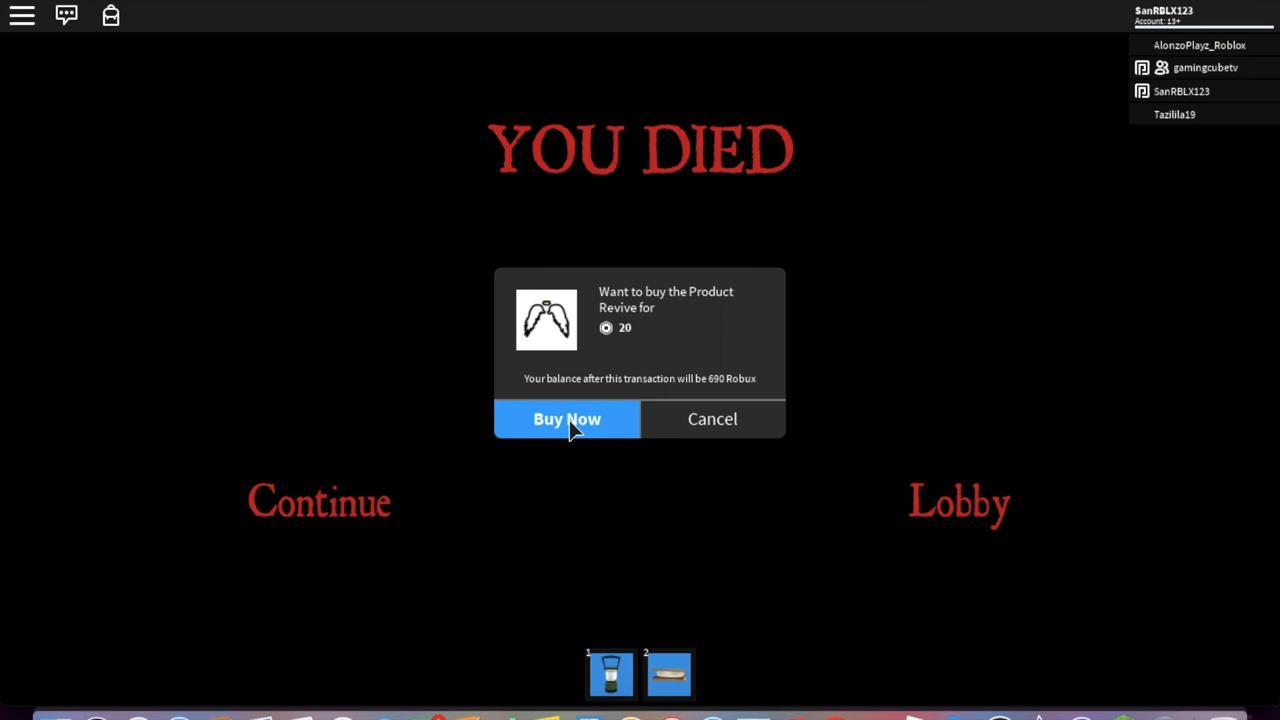 SanRBLX123
Account: 13+
AlonzoPlayz_Roblox
gamingcubetv
SanRBLX123
Tazilila19
YOU DIED
Want to buy the Product
Revive for
20
Your balance after this transaction will be 690 Robux
Buy Now
Cancel
Continue
Lobby
1
2